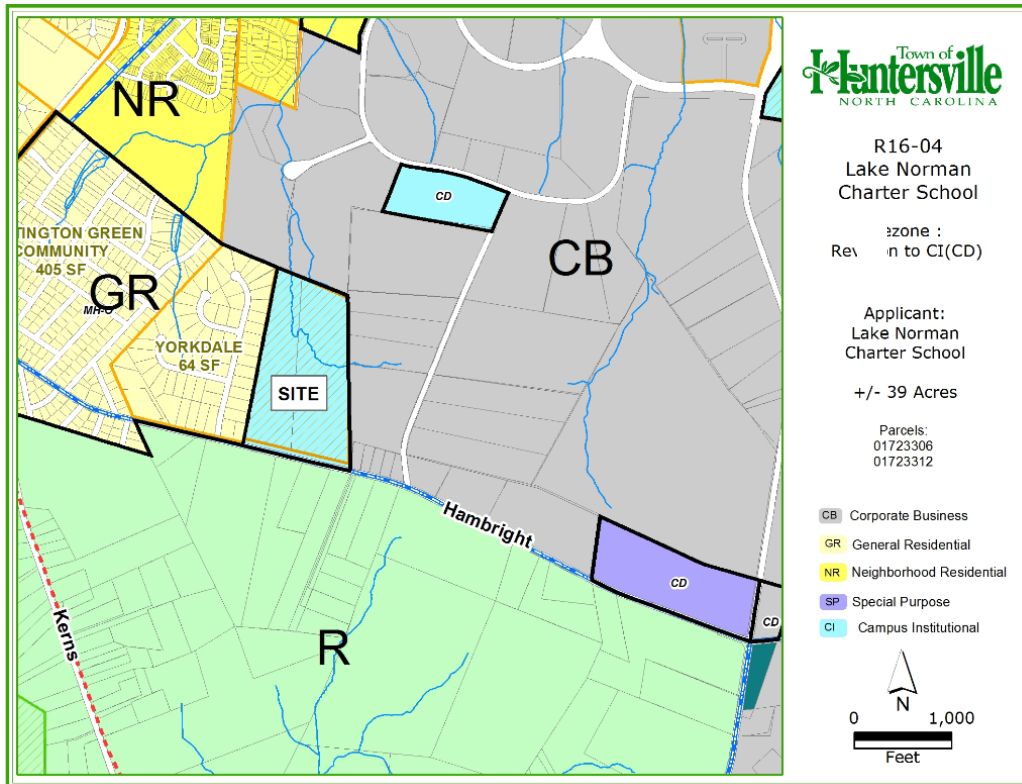 NR
INGTON GREEN
COMMUNITY
405 SF
GR
MH-O
YORKDALE
64 SF
SITE
CD
CB
Hambright
CD
CD
Kerns
R
Town of
Huntersville
NORTH CAROLINA
R16-04
Lake Norman
Charter School
ezone :
to CI(CD)
Applicant:
Lake Norman
Charter School
+/- 39 Acres
Parcels:
01723306
01723312
CB Corporate Business
GR General Residential
NR Neighborhood Residential
SP Special Purpose
CI Campus Institutional
N
0 1,000
Feet